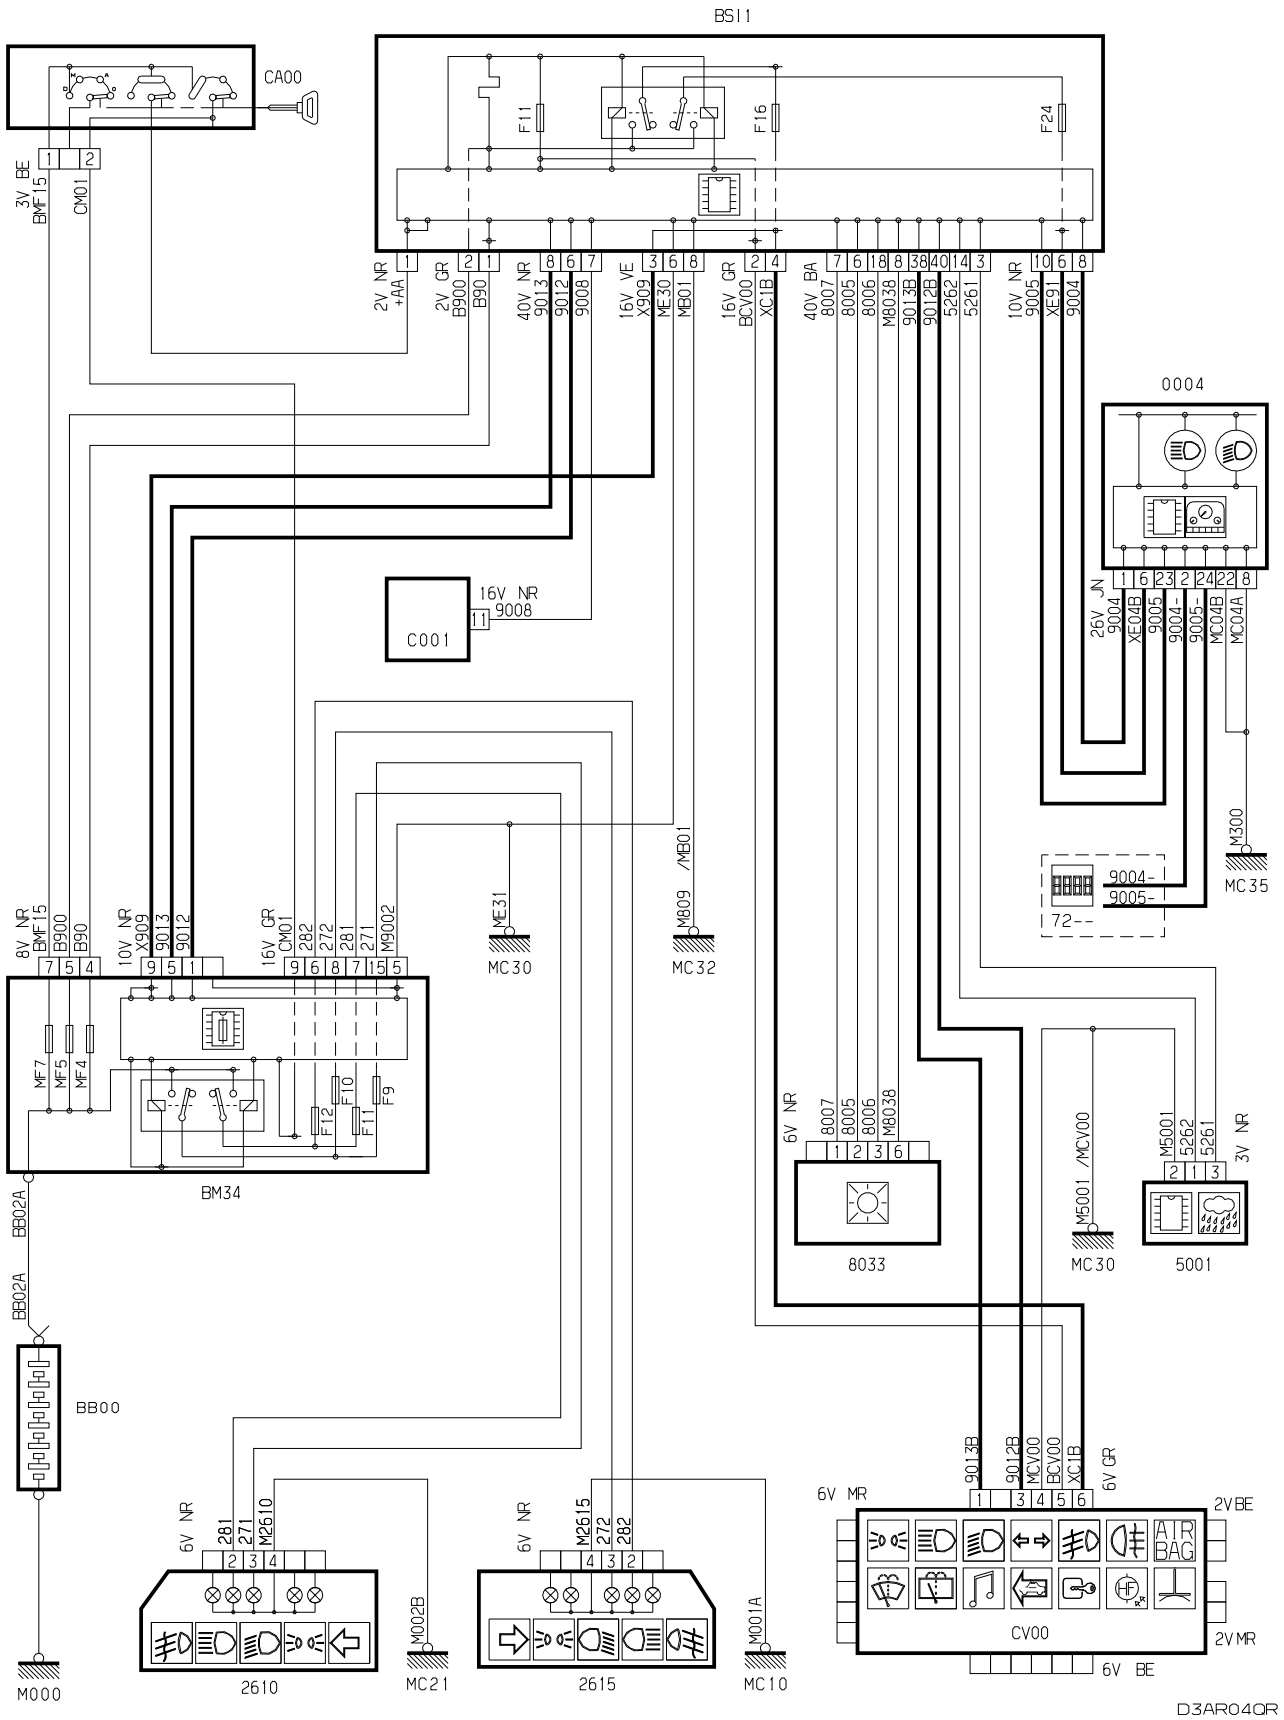 BSI1
CA00
M A
D
1 2
3V BE
BMF15
CM01
F11
F16
F24
1 2 1 8 6 7 3 6 8 2 4 7 6 18 8 38 40 14 3 10 6 8
2V NR
+AA
2V GR
B900
B90
40V NR
9013
9012
9008
16V VE
X909
ME30
MB01
16V GR
BCV00
XC1B
40V BA
8007
8005
8006
M8038
9013B
9012B
5262
5261
10V NR
9005
XE91
9004
0004
1 6 23 2 24 22 8
26V JN
9004
XE04B
9005
9004-
9005-
MC04B
MC04A
16V NR
11 9008
C001
M300
MC35
9004-
9005-
72--
ME31
MC30
M809 /MB01
MC32
8V NR
BMF15
B900
B90
10V NR
X909
9013
9012
16V GR
CM01
282
272
281
271
M9002
7 5 4 9 5 1 9 6 8 7 15 5
MF7
MF5
MF4
F12
F10
F11
F9
BM34
BB02A
BB02A
BB00
M000
6V NR
8007
8005
8006
M8038
1 2 3 6
8033
M5001 /MCV00
MC30
M5001
5262
5261
3V NR
2 1 3
5001
9013B
9012B
MCV00
BCV00
XC1B
6V GR
6V MR
1 3 4 5 6
2V BE
AIR
BAG
HF
CV00
2V MR
6V BE
6V NR
281
271
M2610
2 3 4
2610
M002B
MC21
6V NR
M2615
272
282
4 3 2
2615
M001A
MC10
D3AR04QR